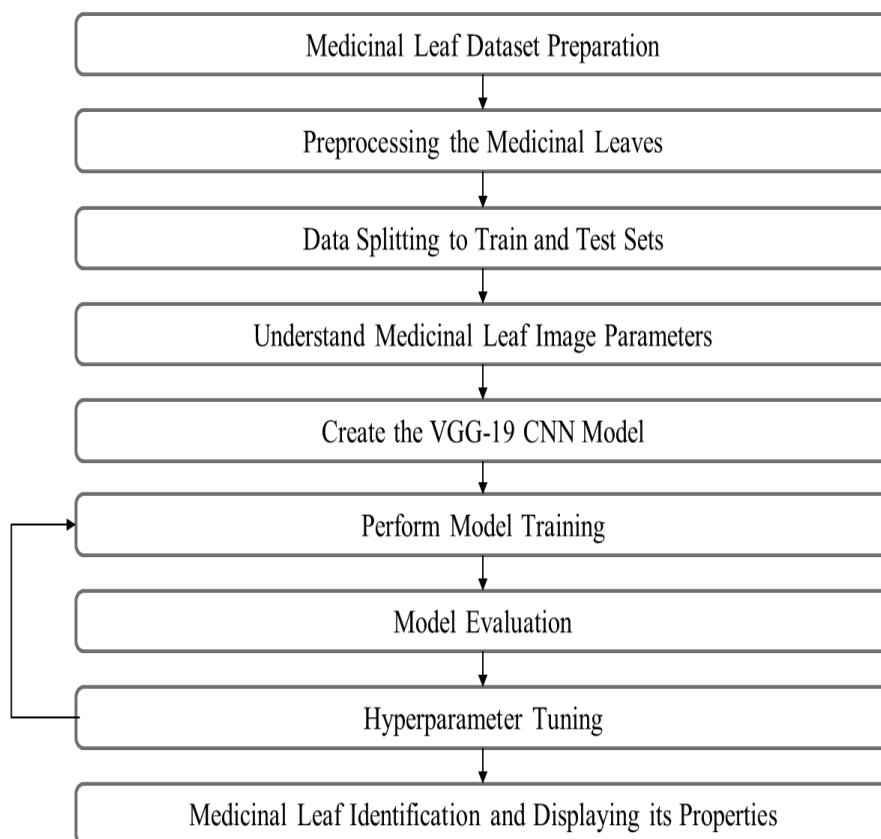 Medicinal Leaf Dataset Preparation
Preprocessing the Medicinal Leaves
Data Splitting to Train and Test Sets
Understand Medicinal Leaf Image Parameters
Create the VGG-19 CNN Model
Perform Model Training
Model Evaluation
Hyperparameter Tuning
Medicinal Leaf Identification and Displaying its Properties